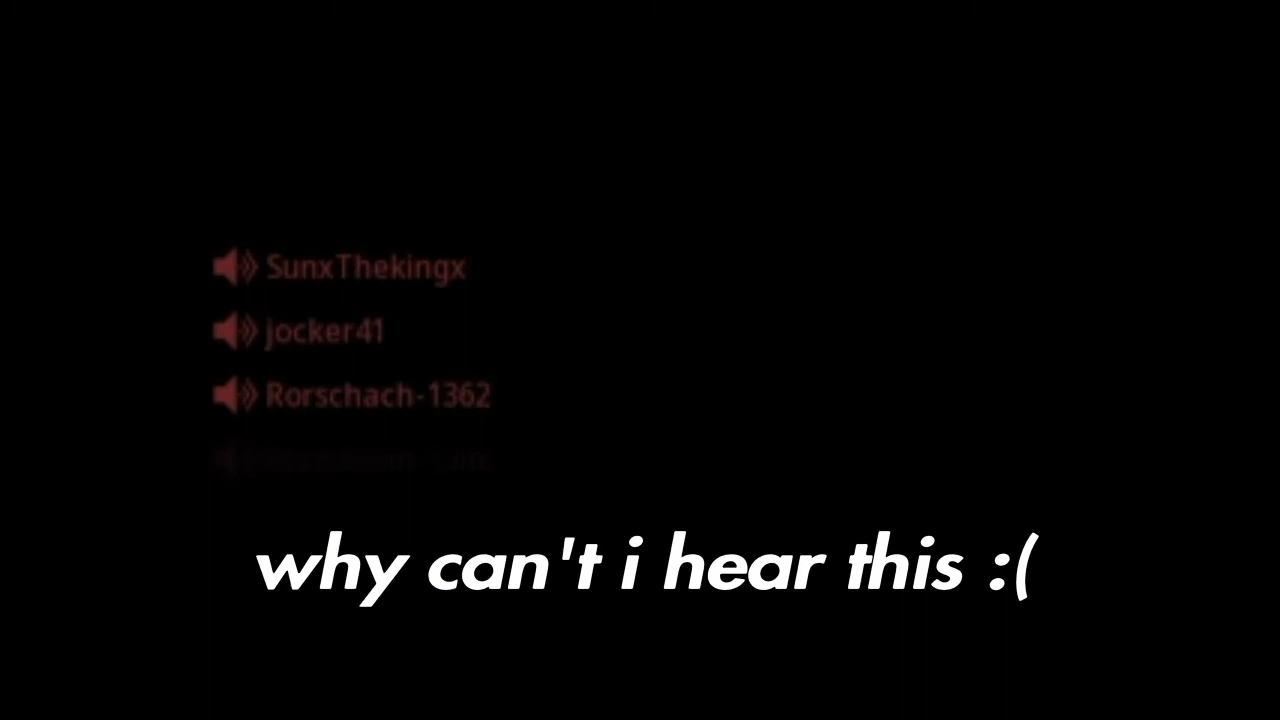 SunxThekingx
jocker41
Rorschach-1362
why can't i hear this :(